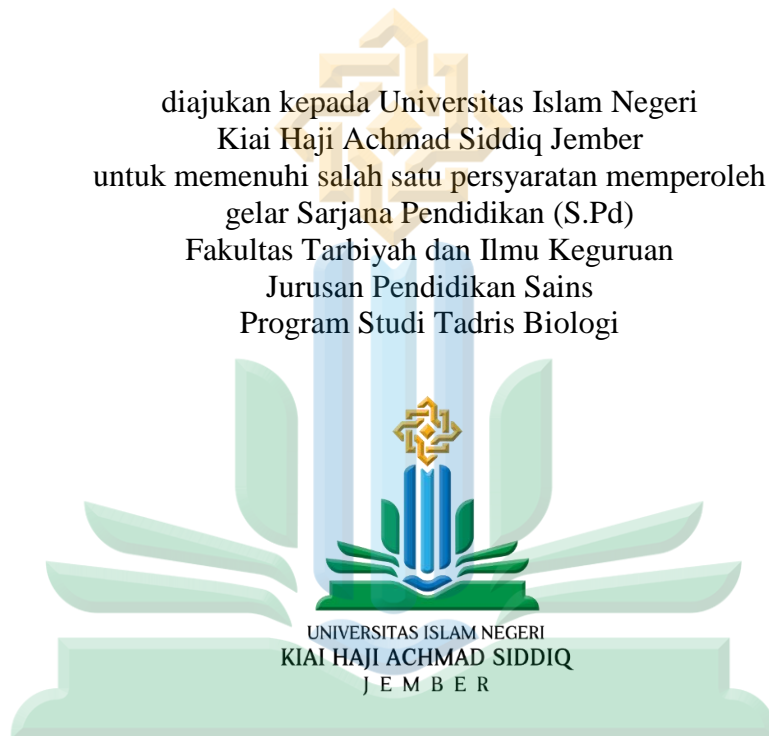 diajukan kepada Universitas Islam Negeri
Kiai Haji Achmad Siddiq Jember
untuk memenuhi salah satu persyaratan memperoleh
gelar Sarjana Pendidikan (S.Pd)
Fakultas Tarbiyah dan Ilmu Keguruan
Jurusan Pendidikan Sains
Program Studi Tadris Biologi
UNIVERSITAS ISLAM NEGERI
KIAI HAJI ACHMAD SIDDIQ
JEMBER